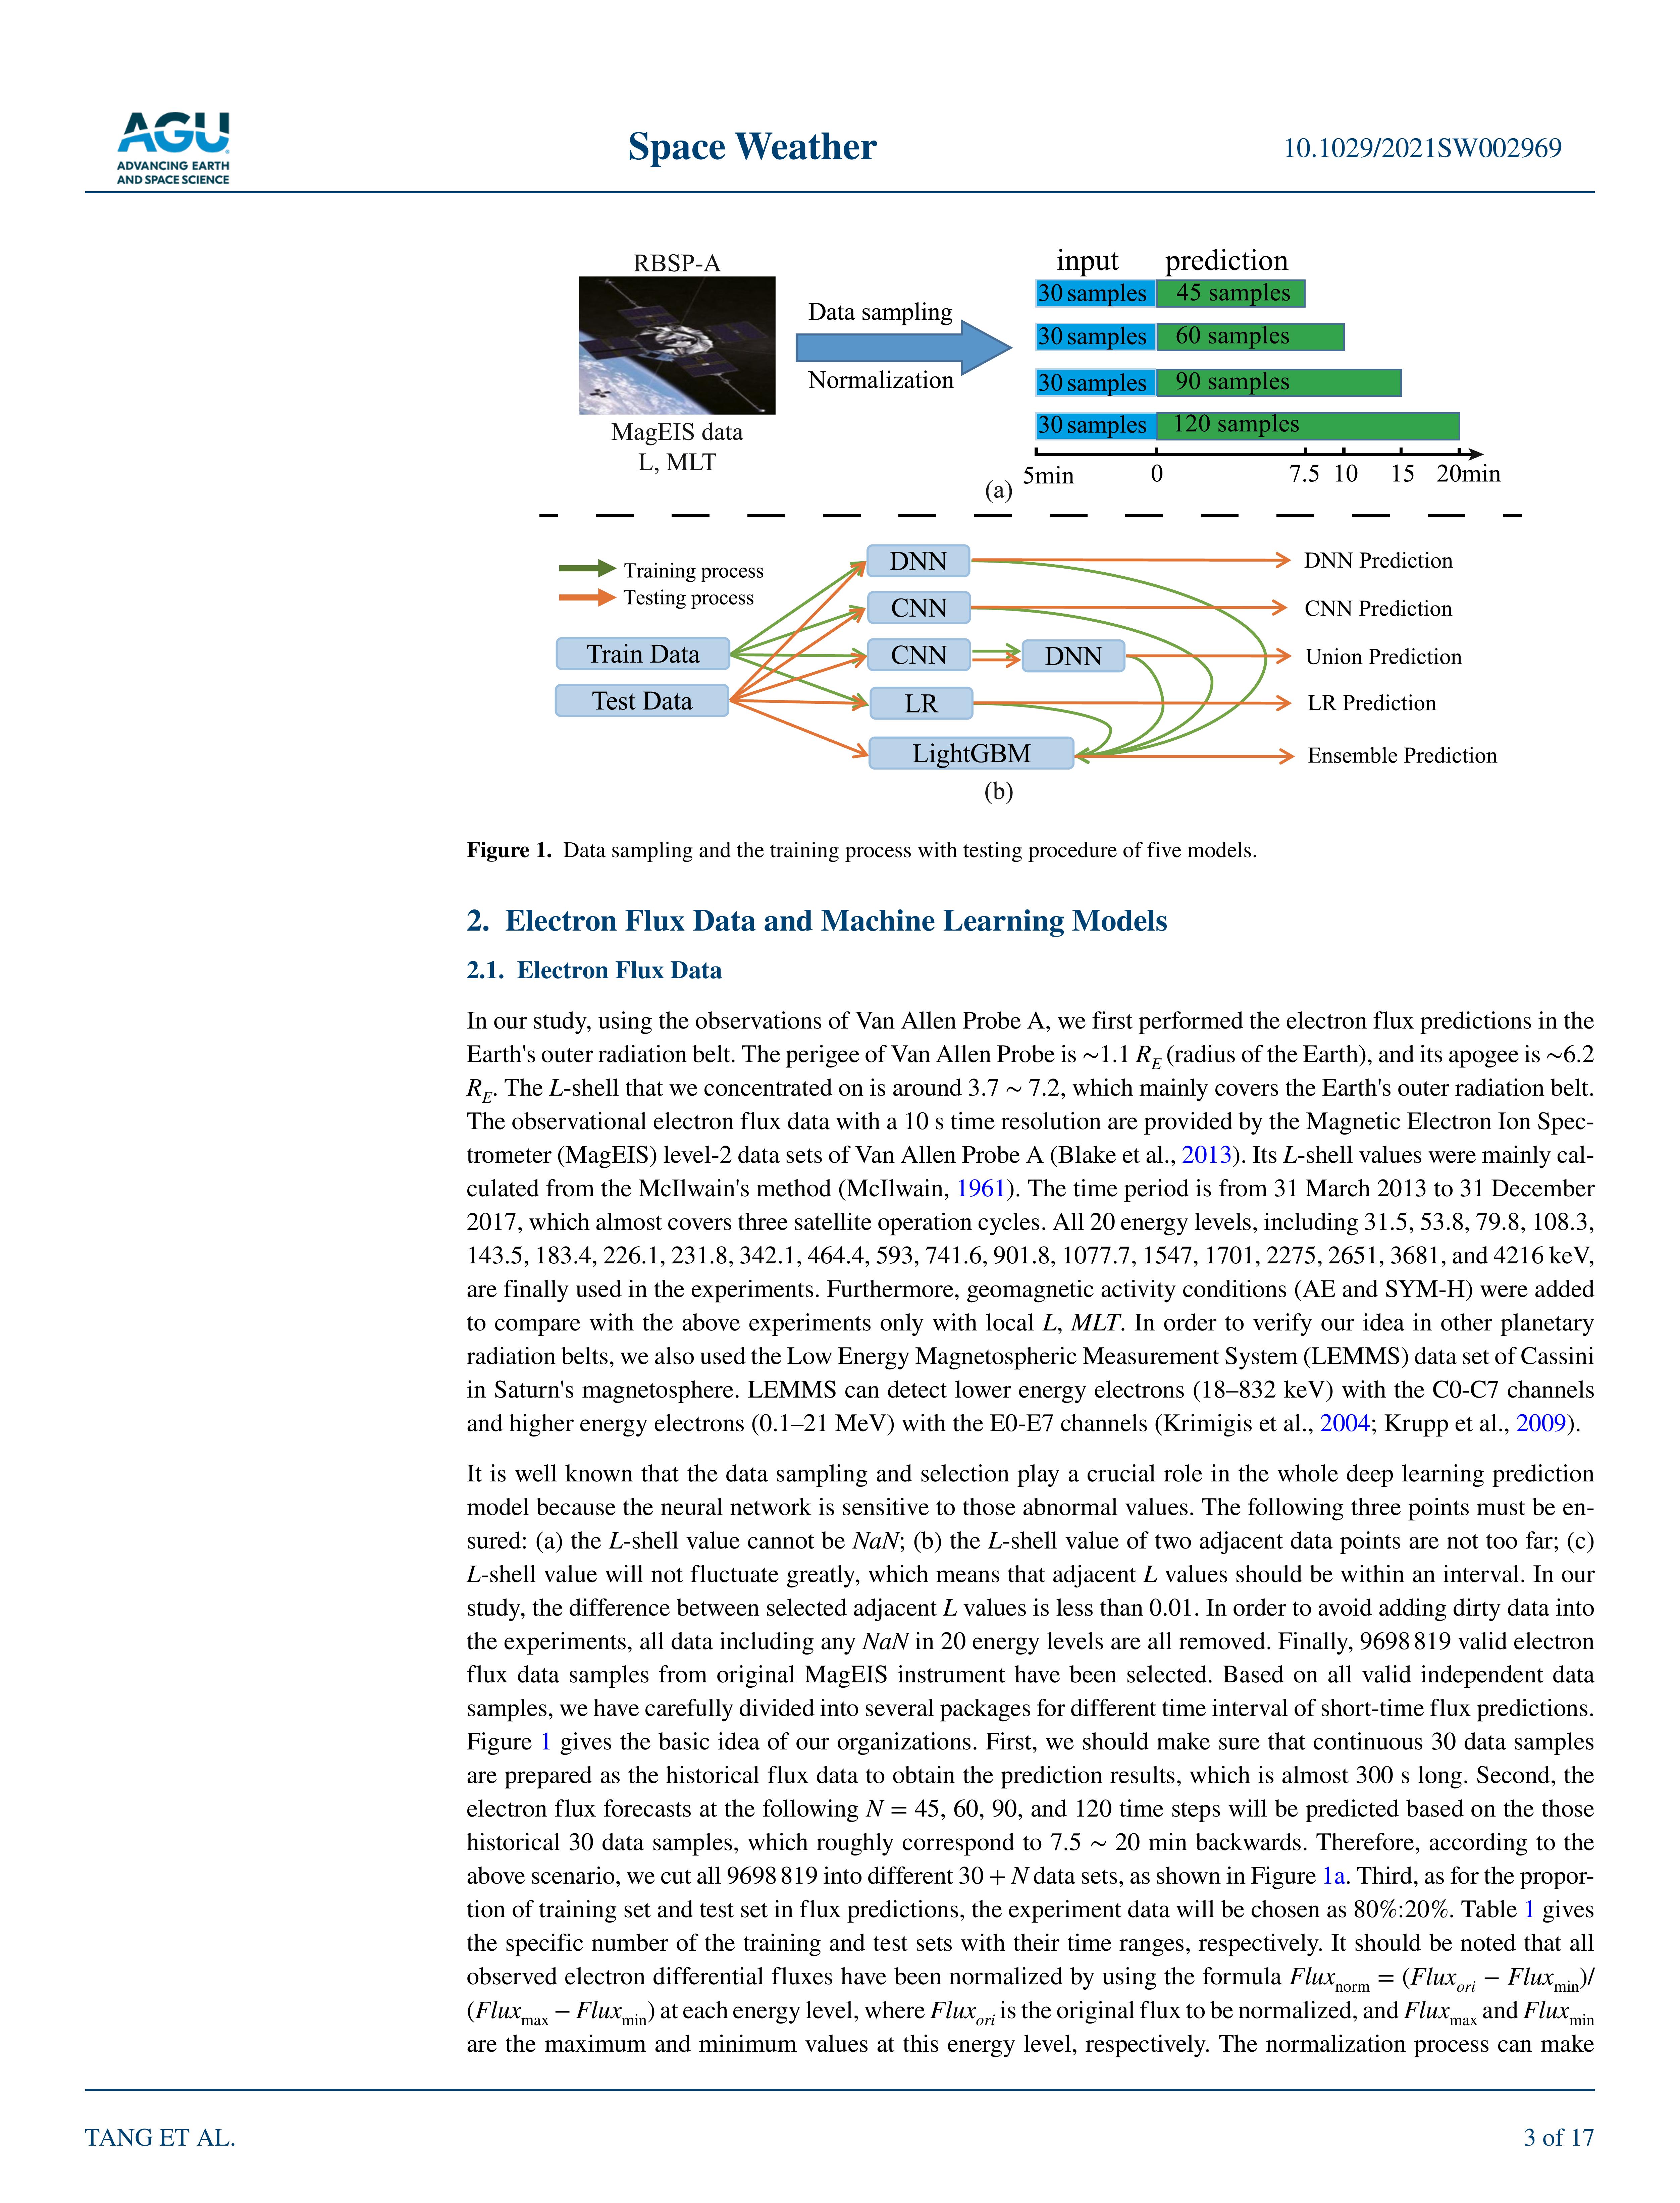 AGU
ADVANCING EARTH
AND SPACE SCIENCE
Space Weather
10.1029/2021SW002969
RBSP-A
MagEIS data
L, MLT
Data sampling
Normalization
input prediction
30 samples 45 samples
30 samples 60 samples
30 samples 90 samples
30 samples 120 samples
5min 0 7.5 10 15 20min
(a)
Training process
Testing process
Train Data
Test Data
DNN
CNN
CNN
DNN
LR
LightGBM
DNN Prediction
CNN Prediction
Union Prediction
LR Prediction
Ensemble Prediction
(b)
Figure 1. Data sampling and the training process with testing procedure of five models.
2. Electron Flux Data and Machine Learning Models
2.1. Electron Flux Data
In our study, using the observations of Van Allen Probe A, we first performed the electron flux predictions in the
Earth's outer radiation belt. The perigee of Van Allen Probe is ~1.1 R_E (radius of the Earth), and its apogee is ~6.2
R_E. The L-shell that we concentrated on is around 3.7 ~ 7.2, which mainly covers the Earth's outer radiation belt.
The observational electron flux data with a 10 s time resolution are provided by the Magnetic Electron Ion Spec-
trometer (MagEIS) level-2 data sets of Van Allen Probe A (Blake et al., 2013). Its L-shell values were mainly cal-
culated from the McIlwain's method (McIlwain, 1961). The time period is from 31 March 2013 to 31 December
2017, which almost covers three satellite operation cycles. All 20 energy levels, including 31.5, 53.8, 79.8, 108.3,
143.5, 183.4, 226.1, 231.8, 342.1, 464.4, 593, 741.6, 901.8, 1077.7, 1547, 1701, 2275, 2651, 3681, and 4216 keV,
are finally used in the experiments. Furthermore, geomagnetic activity conditions (AE and SYM-H) were added
to compare with the above experiments only with local L, MLT. In order to verify our idea in other planetary
radiation belts, we also used the Low Energy Magnetospheric Measurement System (LEMMS) data set of Cassini
in Saturn's magnetosphere. LEMMS can detect lower energy electrons (18–832 keV) with the C0-C7 channels
and higher energy electrons (0.1–21 MeV) with the E0-E7 channels (Krimigis et al., 2004; Krupp et al., 2009).
It is well known that the data sampling and selection play a crucial role in the whole deep learning prediction
model because the neural network is sensitive to those abnormal values. The following three points must be en-
sured: (a) the L-shell value cannot be NaN; (b) the L-shell value of two adjacent data points are not too far; (c)
L-shell value will not fluctuate greatly, which means that adjacent L values should be within an interval. In our
study, the difference between selected adjacent L values is less than 0.01. In order to avoid adding dirty data into
the experiments, all data including any NaN in 20 energy levels are all removed. Finally, 9698 819 valid electron
flux data samples from original MagEIS instrument have been selected. Based on all valid independent data
samples, we have carefully divided into several packages for different time interval of short-time flux predictions.
Figure 1 gives the basic idea of our organizations. First, we should make sure that continuous 30 data samples
are prepared as the historical flux data to obtain the prediction results, which is almost 300 s long. Second, the
electron flux forecasts at the following N = 45, 60, 90, and 120 time steps will be predicted based on the those
historical 30 data samples, which roughly correspond to 7.5 ~ 20 min backwards. Therefore, according to the
above scenario, we cut all 9698 819 into different 30 + N data sets, as shown in Figure 1a. Third, as for the propor-
tion of training set and test set in flux predictions, the experiment data will be chosen as 80%:20%. Table 1 gives
the specific number of the training and test sets with their time ranges, respectively. It should be noted that all
observed electron differential fluxes have been normalized by using the formula Flux_norm = (Flux_ori − Flux_min)/
(Flux_max − Flux_min) at each energy level, where Flux_ori is the original flux to be normalized, and Flux_max and Flux_min
are the maximum and minimum values at this energy level, respectively. The normalization process can make
TANG ET AL.
3 of 17